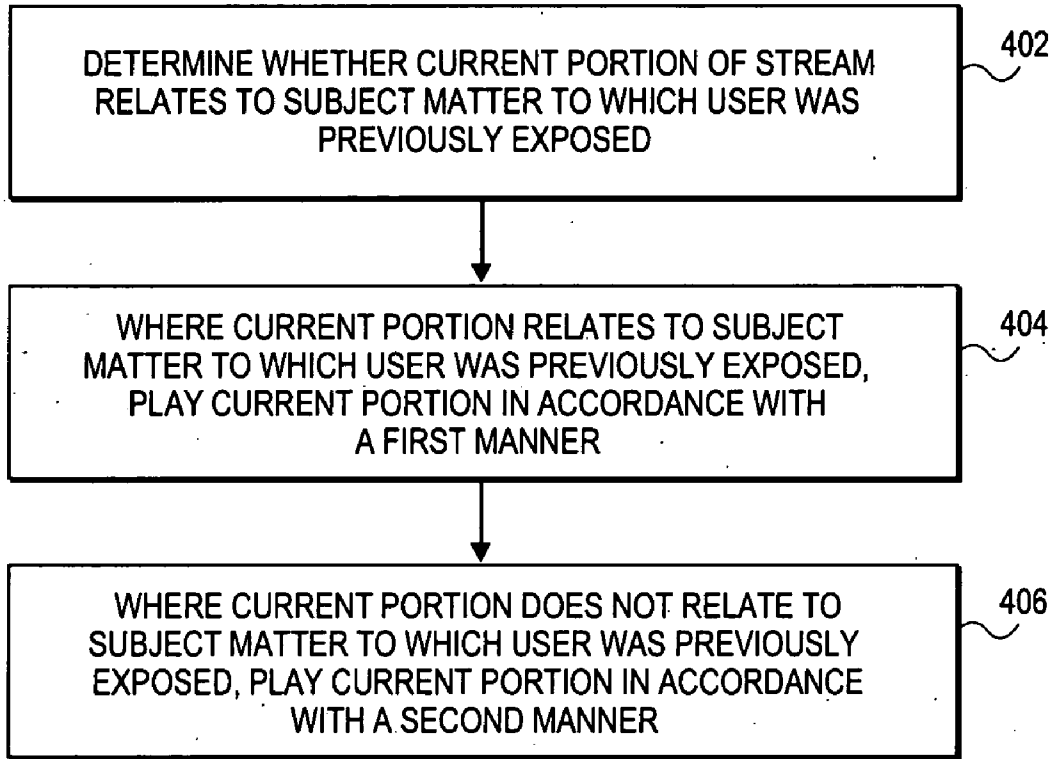 DETERMINE WHETHER CURRENT PORTION OF STREAM
RELATES TO SUBJECT MATTER TO WHICH USER WAS
PREVIOUSLY EXPOSED
402
WHERE CURRENT PORTION RELATES TO SUBJECT
MATTER TO WHICH USER WAS PREVIOUSLY EXPOSED,
PLAY CURRENT PORTION IN ACCORDANCE WITH
A FIRST MANNER
404
WHERE CURRENT PORTION DOES NOT RELATE TO
SUBJECT MATTER TO WHICH USER WAS PREVIOUSLY
EXPOSED, PLAY CURRENT PORTION IN ACCORDANCE
WITH A SECOND MANNER
406